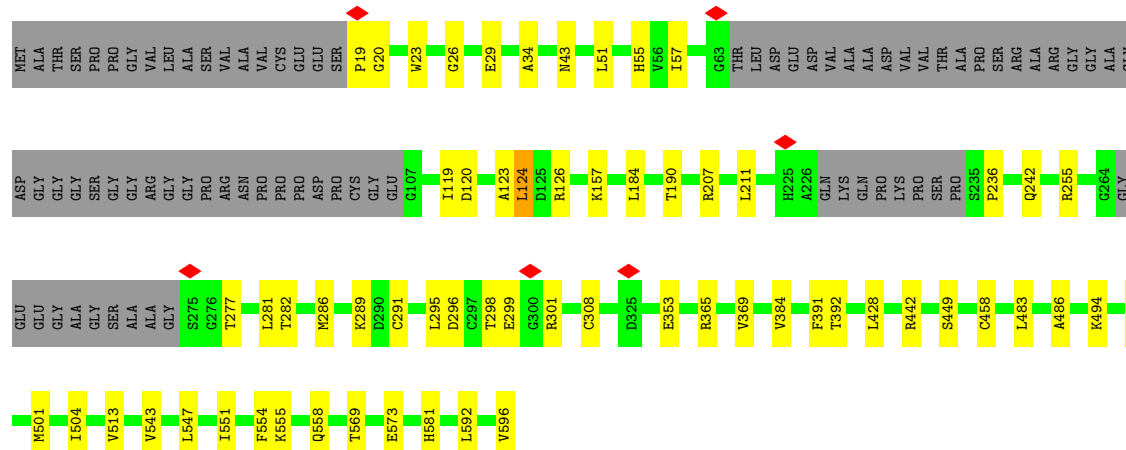 MET ALA THR SER PRO PRO GLY VAL LEU ALA SER VAL ALA VAL CYS GLU GLU SER P19 G20 W23 G26 E29 A34 N43 L51 H55 V56 I57 G63 THR LEU ASP GLU ASP VAL ALA ALA ASP VAL VAL THR ALA PRO SER ARG ALA ARG GLY GLY ALA
ASP GLY GLY GLY SER GLY GLY ARG GLY GLY PRO ARG ASN PRO PRO PRO ASP PRO CYS GLY GLU G107 I119 D120 A123 L124 D125 R126 K157 L184 T190 R207 L211 H225 A226 GLN LYS GLN PRO LYS PRO SER PRO S235 P236 Q242 R255 G264 GLY
GLU GLU GLY ALA GLY SER ALA ALA GLY S275 G276 T277 L281 T282 M286 K289 D290 C291 L295 D296 C297 T298 E299 G300 R301 C308 D325 E353 R365 V369 V384 F391 T392 L428 R442 S449 C458 L483 A486 K494
M501 I504 V513 V543 L547 I551 F554 K555 Q558 T569 E573 H581 L592 V596